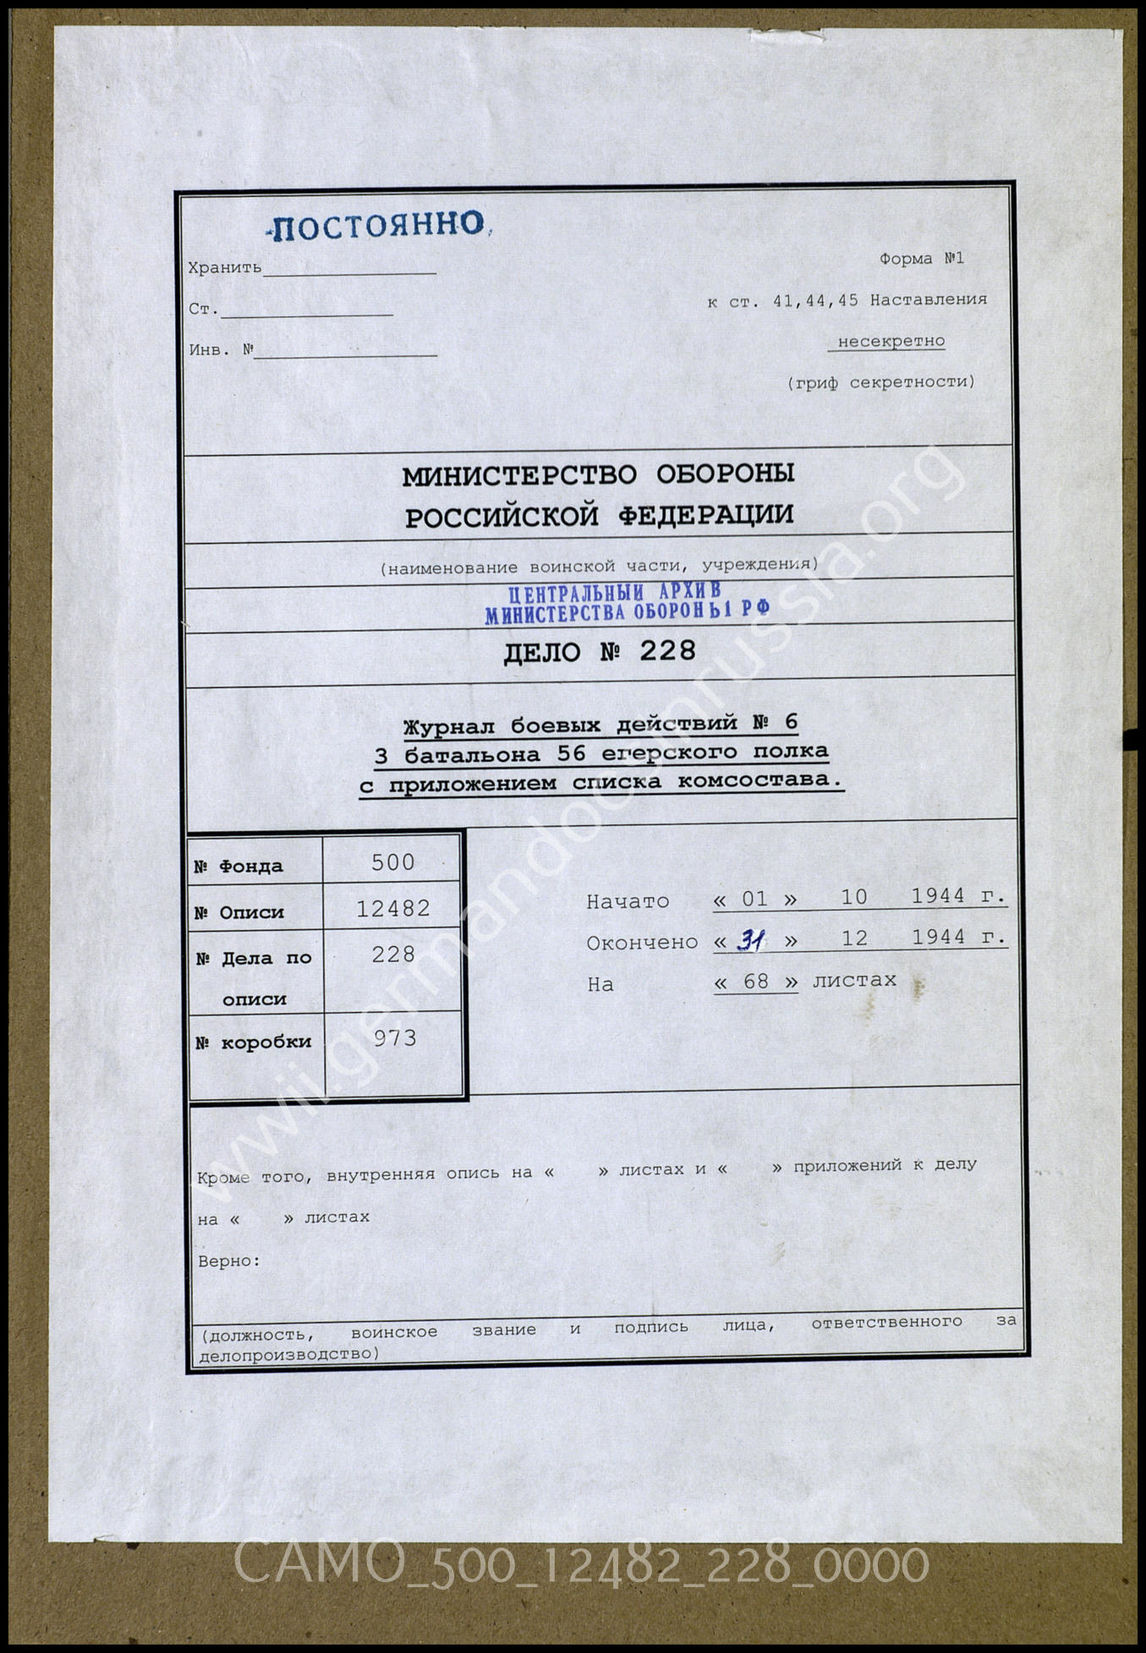 ПОСТОЯННО
Хранить
Форма №1
Ст.
к ст. 41,44,45 Наставления
Инв. №
несекретно
(гриф секретности)
МИНИСТЕРСТВО ОБОРОНЫ
РОССИЙСКОЙ ФЕДЕРАЦИИ
(наименование воинской части, учреждения)
ЦЕНТРАЛЬНЫЙ АРХИВ
МИНИСТЕРСТВА ОБОРОНЫ РФ
ДЕЛО № 228
Журнал боевых действий № 6
3 батальона 56 егерского полка
с приложением списка комсостава.
№ Фонда 500
№ Описи 12482
№ Дела по 228
описи
№ коробки 973
Начато « 01 » 10 1944 г.
Окончено « 31 » 12 1944 г.
На « 68 » листах
Кроме того, внутренняя опись на « » листах и « » приложений к делу
на « » листах
Верно:
(должность, воинское звание и подпись лица, ответственного за
делопроизводство)
wwii.germandocsinrussia.org
CAMO_500_12482_228_0000